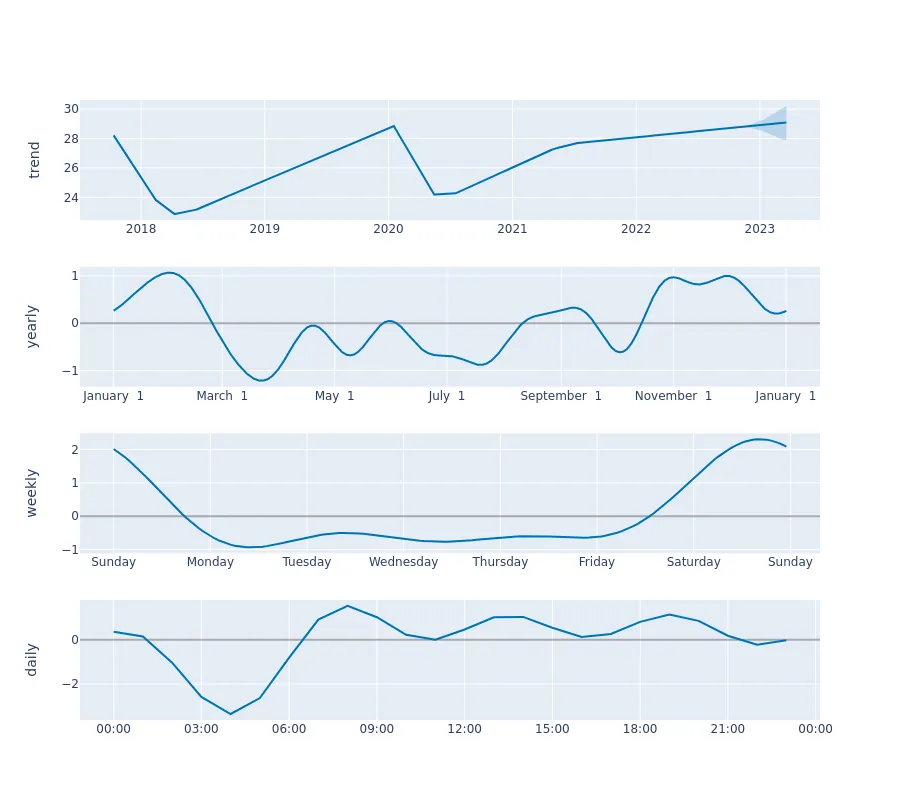 trend
30
28
26
24
2018 2019 2020 2021 2022 2023
yearly
1
0
−1
January 1 March 1 May 1 July 1 September 1 November 1 January 1
weekly
2
1
0
−1
Sunday Monday Tuesday Wednesday Thursday Friday Saturday Sunday
daily
0
−2
00:00 03:00 06:00 09:00 12:00 15:00 18:00 21:00 00:00